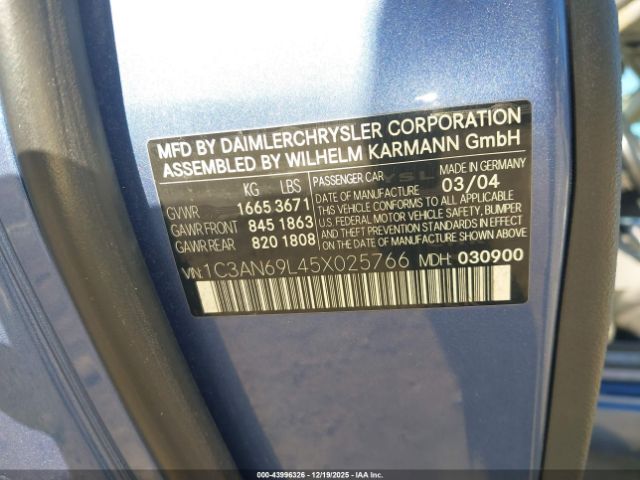 MFD BY DAIMLERCHRYSLER CORPORATION
ASSEMBLED BY WILHELM KARMANN GmbH
KG LBS
GVWR 1665 3671
GAWR FRONT 845 1863
GAWR REAR 820 1808
PASSENGER CAR MADE IN GERMANY
DATE OF MANUFACTURE 03/04
THIS VEHICLE CONFORMS TO ALL APPLICABLE
U.S. FEDERAL MOTOR VEHICLE SAFETY, BUMPER
AND THEFT PREVENTION STANDARDS IN EFFECT
ON THE DATE OF MANUFACTURE SHOWN ABOVE.
VIN: 1C3AN69L45X025766 MDH: 030900
000-43996326 - 12/19/2025 - IAAI.COM